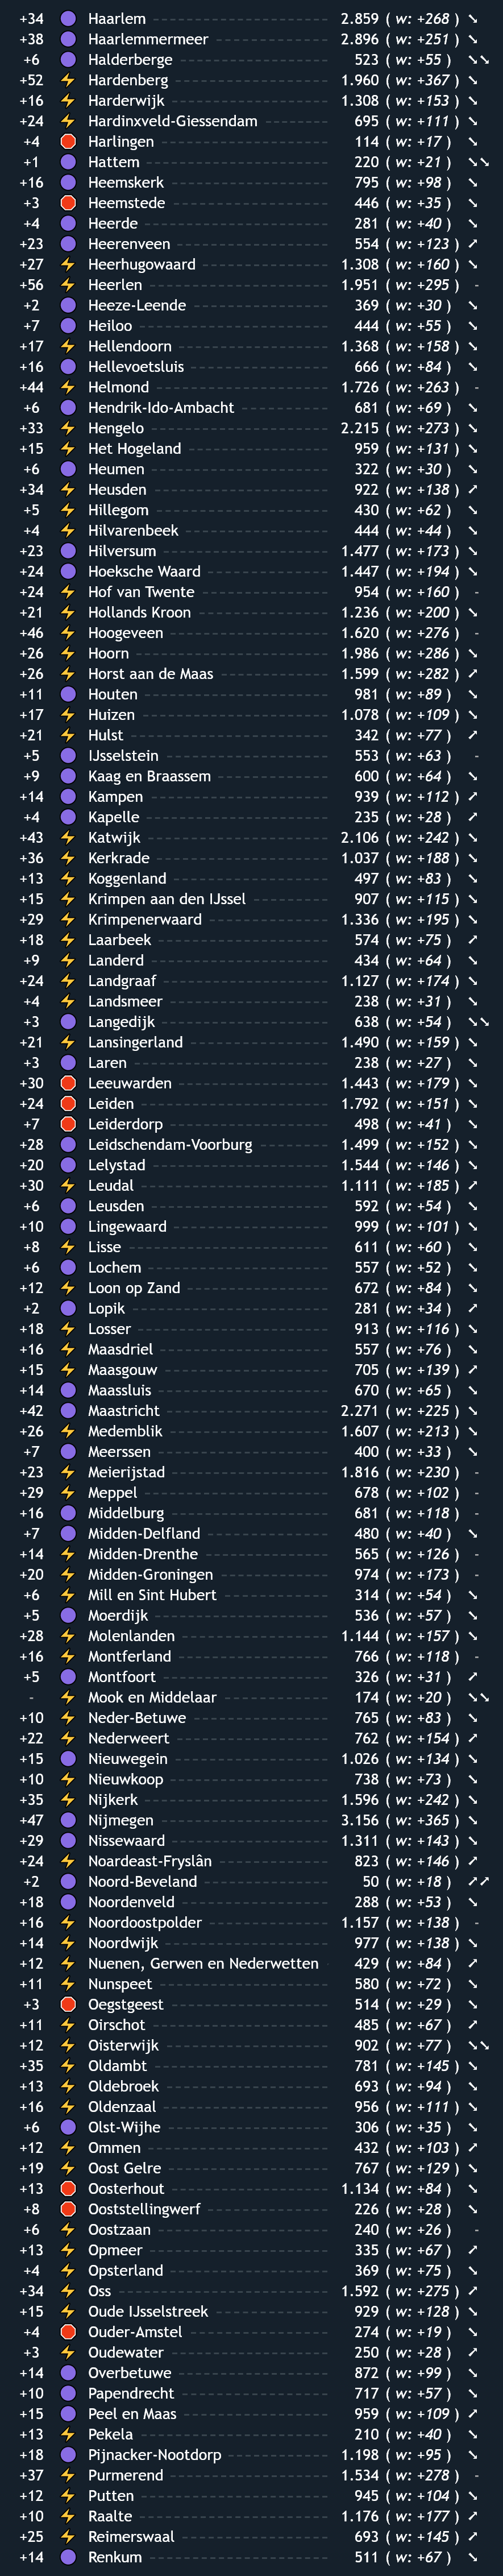 +34 Haarlem 2.859 ( w: +268 ) ↘
+38 Haarlemmermeer 2.896 ( w: +251 ) ↘
+6 Halderberge 523 ( w: +55 ) ↘↘
+52 Hardenberg 1.960 ( w: +367 ) ↘
+16 Harderwijk 1.308 ( w: +153 ) ↘
+24 Hardinxveld-Giessendam 695 ( w: +111 ) ↘
+4 Harlingen 114 ( w: +17 ) ↘
+1 Hattem 220 ( w: +21 ) ↘↘
+16 Heemskerk 795 ( w: +98 ) ↘
+3 Heemstede 446 ( w: +35 ) ↘
+4 Heerde 281 ( w: +40 ) ↘
+23 Heerenveen 554 ( w: +123 ) ↗
+27 Heerhugowaard 1.308 ( w: +160 ) ↘
+56 Heerlen 1.951 ( w: +295 ) -
+2 Heeze-Leende 369 ( w: +30 ) ↘
+7 Heiloo 444 ( w: +55 ) ↘
+17 Hellendoorn 1.368 ( w: +158 ) ↘
+16 Hellevoetsluis 666 ( w: +84 ) ↘
+44 Helmond 1.726 ( w: +263 ) -
+6 Hendrik-Ido-Ambacht 681 ( w: +69 ) ↘
+33 Hengelo 2.215 ( w: +273 ) ↘
+15 Het Hogeland 959 ( w: +131 ) ↘
+6 Heumen 322 ( w: +30 ) ↘
+34 Heusden 922 ( w: +138 ) ↗
+5 Hillegom 430 ( w: +62 ) ↘
+4 Hilvarenbeek 444 ( w: +44 ) ↘
+23 Hilversum 1.477 ( w: +173 ) ↘
+24 Hoeksche Waard 1.447 ( w: +194 ) ↘
+24 Hof van Twente 954 ( w: +160 ) -
+21 Hollands Kroon 1.236 ( w: +200 ) ↘
+46 Hoogeveen 1.620 ( w: +276 ) -
+26 Hoorn 1.986 ( w: +286 ) ↘
+26 Horst aan de Maas 1.599 ( w: +282 ) ↗
+11 Houten 981 ( w: +89 ) ↘
+17 Huizen 1.078 ( w: +109 ) ↘
+21 Hulst 342 ( w: +77 ) ↗
+5 IJsselstein 553 ( w: +63 ) -
+9 Kaag en Braassem 600 ( w: +64 ) ↘
+14 Kampen 939 ( w: +112 ) ↗
+4 Kapelle 235 ( w: +28 ) ↗
+43 Katwijk 2.106 ( w: +242 ) ↘
+36 Kerkrade 1.037 ( w: +188 ) ↘
+13 Koggenland 497 ( w: +83 ) ↘
+15 Krimpen aan den IJssel 907 ( w: +115 ) ↘
+29 Krimpenerwaard 1.336 ( w: +195 ) ↘
+18 Laarbeek 574 ( w: +75 ) ↗
+9 Landerd 434 ( w: +64 ) ↘
+24 Landgraaf 1.127 ( w: +174 ) ↘
+4 Landsmeer 238 ( w: +31 ) ↘
+3 Langedijk 638 ( w: +54 ) ↘↘
+21 Lansingerland 1.490 ( w: +159 ) ↘
+3 Laren 238 ( w: +27 ) ↘
+30 Leeuwarden 1.443 ( w: +179 ) ↘
+24 Leiden 1.792 ( w: +151 ) ↘
+7 Leiderdorp 498 ( w: +41 ) ↘
+28 Leidschendam-Voorburg 1.499 ( w: +152 ) ↘
+20 Lelystad 1.544 ( w: +146 ) ↘
+30 Leudal 1.111 ( w: +185 ) ↗
+6 Leusden 592 ( w: +54 ) ↘
+10 Lingewaard 999 ( w: +101 ) ↘
+8 Lisse 611 ( w: +60 ) ↘
+6 Lochem 557 ( w: +52 ) ↘
+12 Loon op Zand 672 ( w: +84 ) ↘
+2 Lopik 281 ( w: +34 ) ↗
+18 Losser 913 ( w: +116 ) ↘
+16 Maasdriel 557 ( w: +76 ) ↘
+15 Maasgouw 705 ( w: +139 ) ↗
+14 Maassluis 670 ( w: +65 ) ↘
+42 Maastricht 2.271 ( w: +225 ) ↘
+26 Medemblik 1.607 ( w: +213 ) ↘
+7 Meerssen 400 ( w: +33 ) ↘
+23 Meierijstad 1.816 ( w: +230 ) -
+29 Meppel 678 ( w: +102 ) -
+16 Middelburg 681 ( w: +118 ) -
+7 Midden-Delfland 480 ( w: +40 ) ↘
+14 Midden-Drenthe 565 ( w: +126 ) -
+20 Midden-Groningen 974 ( w: +173 ) -
+6 Mill en Sint Hubert 314 ( w: +54 ) ↘
+5 Moerdijk 536 ( w: +57 ) ↘
+28 Molenlanden 1.144 ( w: +157 ) ↘
+16 Montferland 766 ( w: +118 ) -
+5 Montfoort 326 ( w: +31 ) ↗
- Mook en Middelaar 174 ( w: +20 ) ↘↘
+10 Neder-Betuwe 765 ( w: +83 ) ↘
+22 Nederweert 762 ( w: +154 ) ↗
+15 Nieuwegein 1.026 ( w: +134 ) ↘
+10 Nieuwkoop 738 ( w: +73 ) ↘
+35 Nijkerk 1.596 ( w: +242 ) ↘
+47 Nijmegen 3.156 ( w: +365 ) ↘
+29 Nissewaard 1.311 ( w: +143 ) ↘
+24 Noardeast-Fryslân 823 ( w: +146 ) ↗
+2 Noord-Beveland 50 ( w: +18 ) ↗↗
+18 Noordenveld 288 ( w: +53 ) ↘
+16 Noordoostpolder 1.157 ( w: +138 ) -
+14 Noordwijk 977 ( w: +138 ) ↘
+12 Nuenen, Gerwen en Nederwetten 429 ( w: +84 ) ↗
+11 Nunspeet 580 ( w: +72 ) ↘
+3 Oegstgeest 514 ( w: +29 ) ↘
+11 Oirschot 485 ( w: +67 ) ↗
+12 Oisterwijk 902 ( w: +77 ) ↘↘
+35 Oldambt 781 ( w: +145 ) ↘
+13 Oldebroek 693 ( w: +94 ) ↘
+16 Oldenzaal 956 ( w: +111 ) ↘
+6 Olst-Wijhe 306 ( w: +35 ) ↘
+12 Ommen 432 ( w: +103 ) ↗
+19 Oost Gelre 767 ( w: +129 ) ↘
+13 Oosterhout 1.134 ( w: +84 ) ↘
+8 Ooststellingwerf 226 ( w: +28 ) ↘
+6 Oostzaan 240 ( w: +26 ) -
+13 Opmeer 335 ( w: +67 ) ↗
+4 Opsterland 369 ( w: +75 ) ↘
+34 Oss 1.592 ( w: +275 ) ↗
+15 Oude IJsselstreek 929 ( w: +128 ) ↘
+4 Ouder-Amstel 274 ( w: +19 ) ↘
+3 Oudewater 250 ( w: +28 ) ↗
+14 Overbetuwe 872 ( w: +99 ) ↘
+10 Papendrecht 717 ( w: +57 ) ↘
+15 Peel en Maas 959 ( w: +109 ) ↗
+13 Pekela 210 ( w: +40 ) ↘
+18 Pijnacker-Nootdorp 1.198 ( w: +95 ) ↘
+37 Purmerend 1.534 ( w: +278 ) -
+12 Putten 945 ( w: +104 ) ↘
+10 Raalte 1.176 ( w: +177 ) ↗
+25 Reimerswaal 693 ( w: +145 ) ↗
+14 Renkum 511 ( w: +67 ) ↘